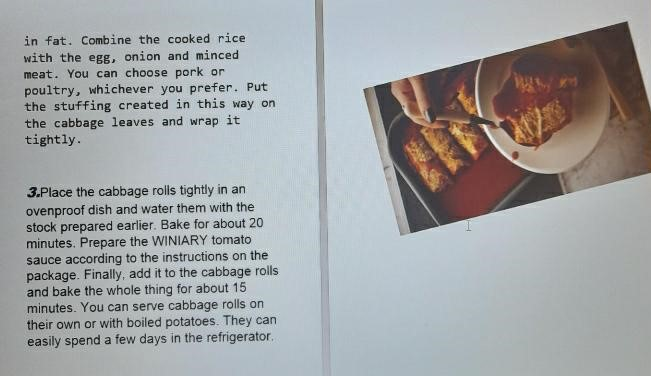 in fat. Combine the cooked rice
with the egg, onion and minced
meat. You can choose pork or
poultry, whichever you prefer. Put
the stuffing created in this way on
the cabbage leaves and wrap it
tightly.
3.Place the cabbage rolls tightly in an
ovenproof dish and water them with the
stock prepared earlier. Bake for about 20
minutes. Prepare the WINIARY tomato
sauce according to the instructions on the
package. Finally, add it to the cabbage rolls
and bake the whole thing for about 15
minutes. You can serve cabbage rolls on
their own or with boiled potatoes. They can
easily spend a few days in the refrigerator.